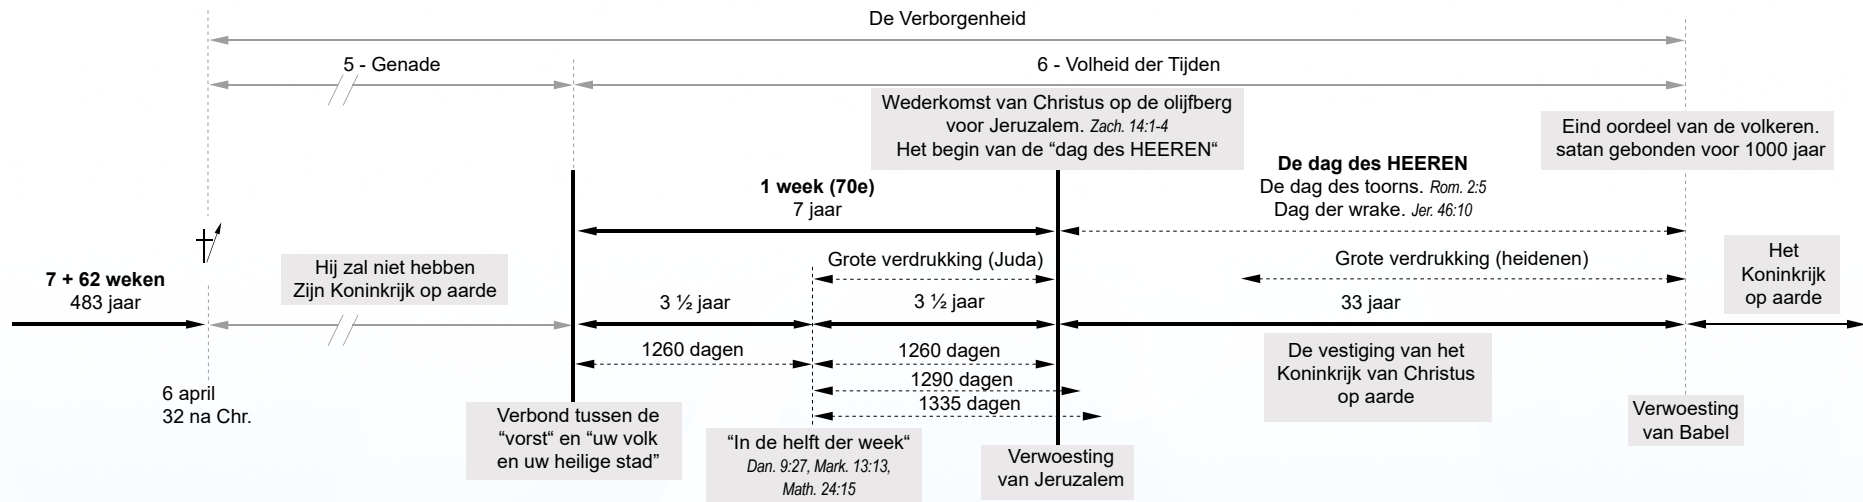 De Verborgenheid
5 - Genade
6 - Volheid der Tijden
Wederkomst van Christus op de olijfberg
voor Jeruzalem. Zach. 14:1-4
Het begin van de “dag des HEEREN“
Eind oordeel van de volkeren.
satan gebonden voor 1000 jaar
1 week (70e)
7 jaar
De dag des HEEREN
De dag des toorns. Rom. 2:5
Dag der wrake. Jer. 46:10
7 + 62 weken
483 jaar
Hij zal niet hebben
Zijn Koninkrijk op aarde
Grote verdrukking (Juda)
Grote verdrukking (heidenen)
Het
Koninkrijk
op aarde
3 ½ jaar
3 ½ jaar
33 jaar
1260 dagen
1260 dagen
1290 dagen
1335 dagen
De vestiging van het
Koninkrijk van Christus
op aarde
6 april
32 na Chr.
Verbond tussen de
“vorst“ en “uw volk
en uw heilige stad”
“In de helft der week“
Dan. 9:27, Mark. 13:13,
Math. 24:15
Verwoesting
van Jeruzalem
Verwoesting
van Babel